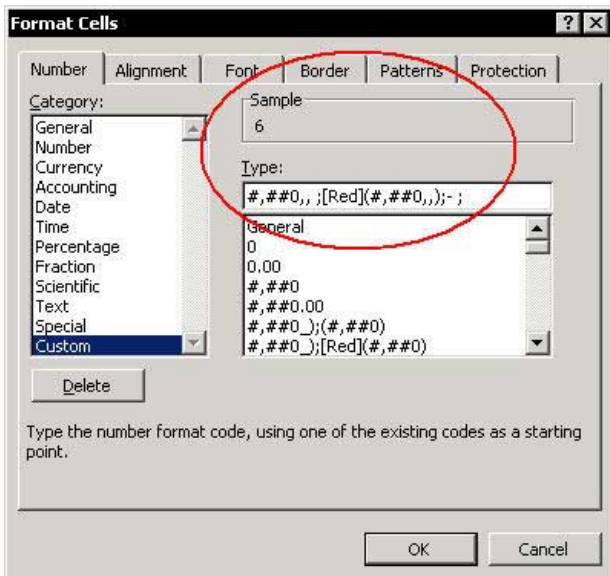 Format Cells
Number
Alignment
Font
Border
Patterns
Protection
Category:
General
Number
Currency
Accounting
Date
Time
Percentage
Fraction
Scientific
Text
Special
Custom
Sample
6
Type:
#,##0,, ;[Red](#,##0,,);- ;
General
0
0.00
#,##0
#,##0.00
#,##0_);(#,##0)
#,##0_);[Red](#,##0)
Delete
Type the number format code, using one of the existing codes as a starting
point.
OK
Cancel